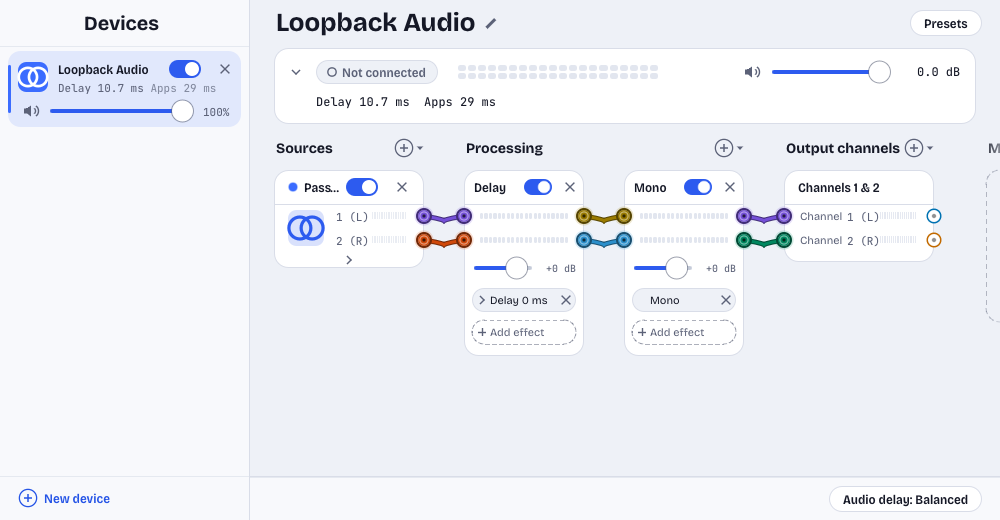 Devices
Loopback Audio
Delay 10.7 ms Apps 29 ms
100%
New device
Loopback Audio
Presets
Not connected
0.0 dB
Delay 10.7 ms Apps 29 ms
Sources
Processing
Output channels
M
Pass...
1 (L)
2 (R)
Delay
+0 dB
Delay 0 ms
Add effect
Mono
+0 dB
Mono
Add effect
Channels 1 & 2
Channel 1 (L)
Channel 2 (R)
Audio delay: Balanced